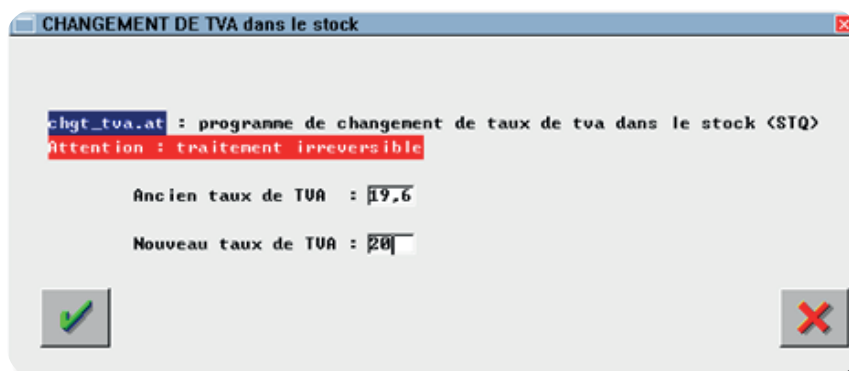 CHANGEMENT DE TVA dans le stock
chgt_tva.at : programme de changement de taux de tva dans le stock (STQ)
Attention : traitement irreversible
Ancien taux de TVA : 19,6
Nouveau taux de TVA : 20